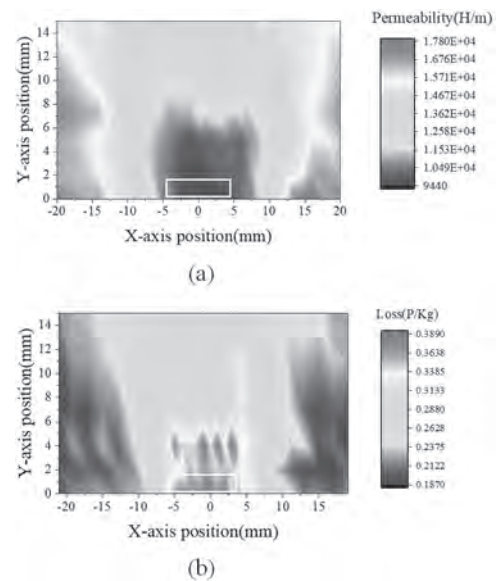 Permeability(H/m)
1.780E+04
1.676E+04
1.571E+04
1.467E+04
1.362E+04
1.258E+04
1.153E+04
1.049E+04
9440
Y-axis position(mm)
14
12
10
8
6
4
2
0
-20 -15 -10 -5 0 5 10 15 20
X-axis position(mm)
(a)
Loss(P/Kg)
0.3890
0.3638
0.3385
0.3133
0.2880
0.2628
0.2375
0.2122
0.1870
Y-axis position(mm)
14
12
10
8
6
4
2
0
-20 -15 -10 -5 0 5 10 15
X-axis position(mm)
(b)